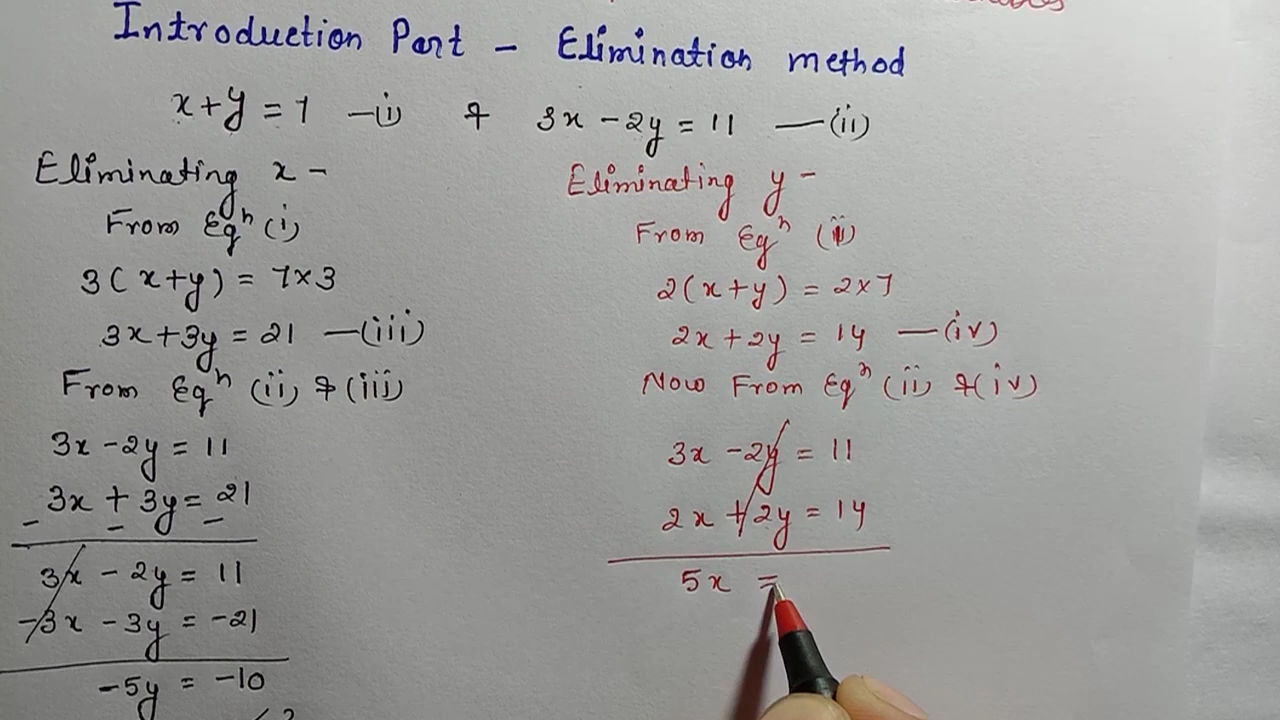 Introduction Part - Elimination method
x+y = 7 —(i) & 3x - 2y = 11 —(ii)
Eliminating x -
From Eqⁿ (i)
3(x+y) = 7×3
3x+3y = 21 —(iii)
From Eqⁿ (ii) & (iii)
3x - 2y = 11
3x + 3y = 21
- - -
3x - 2y = 11
-3x - 3y = -21
-5y = -10
Eliminating y -
From Eqⁿ (i)
2(x+y) = 2×7
2x + 2y = 14 —(iv)
Now From Eqⁿ (ii) & (iv)
3x - 2y = 11
2x + 2y = 14
5x =